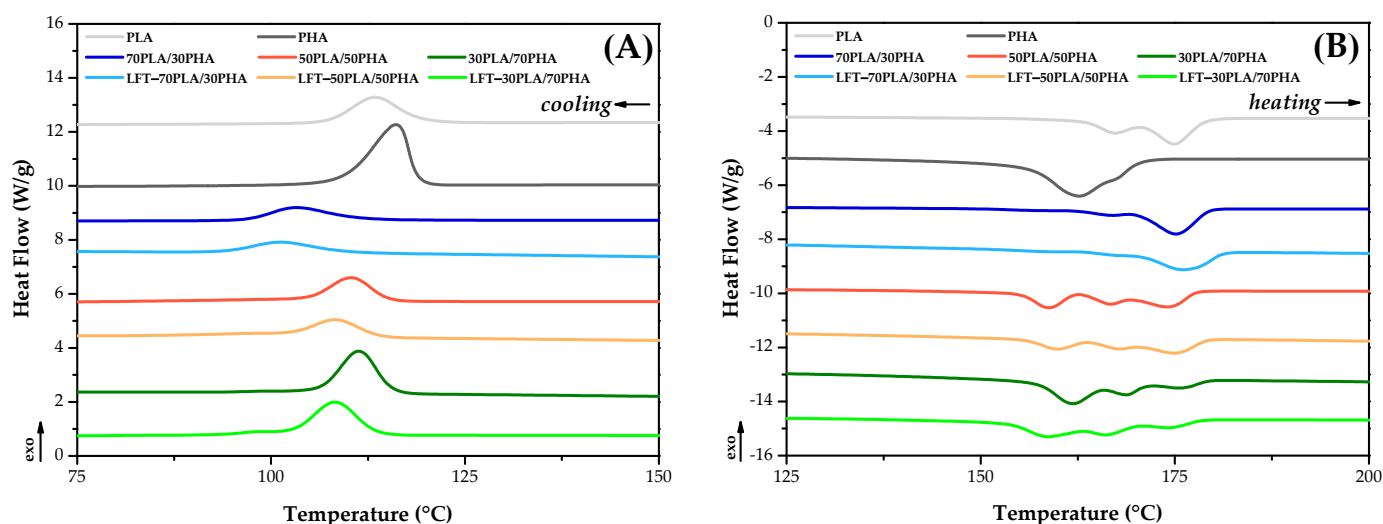 16
14
12
10
8
6
4
2
0
PLA PHA
70PLA/30PHA 50PLA/50PHA 30PLA/70PHA
LFT–70PLA/30PHA LFT–50PLA/50PHA LFT–30PLA/70PHA
(A)
cooling
Heat Flow (W/g)
exo
75 100 125 150
Temperature (°C)
-0
-2
-4
-6
-8
-10
-12
-14
-16
PLA PHA
70PLA/30PHA 50PLA/50PHA 30PLA/70PHA
LFT–70PLA/30PHA LFT–50PLA/50PHA LFT–30PLA/70PHA
(B)
heating
Heat Flow (W/g)
exo
125 150 175 200
Temperature (°C)